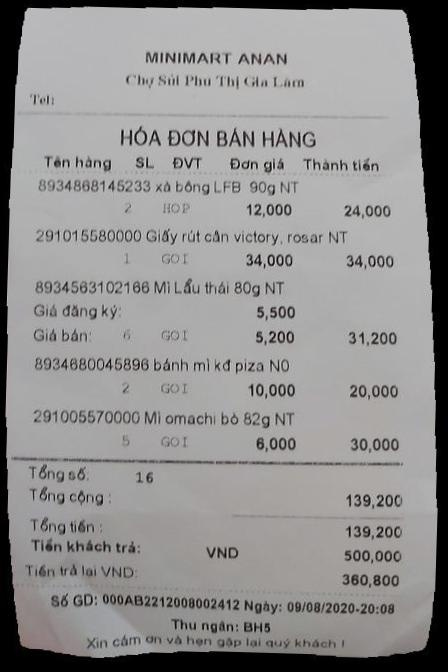 MINIMART ANAN
Chợ Sủi Phú Thị Gia Lâm
Tel:
HÓA ĐƠN BÁN HÀNG
Tên hàng SL ĐVT Đơn giá Thành tiền
8934868145233 xà bông LFB 90g NT
2 HOP 12,000 24,000
291015580000 Giấy rút cân victory, rosar NT
1 GOI 34,000 34,000
8934563102166 Mì Lẩu thái 80g NT
Giá đăng ký: 5,500
Giá bán: 6 GOI 5,200 31,200
8934680045896 bánh mì kđ piza N0
2 GOI 10,000 20,000
291005570000 Mì omachi bò 82g NT
5 GOI 6,000 30,000
Tổng số: 16
Tổng cộng : 139,200
Tổng tiền : 139,200
Tiền khách trả: VND 500,000
Tiền trả lại VND: 360,800
Số GD: 000AB2212008002412 Ngày: 09/08/2020-20:08
Thu ngân: BH5
Xin cám ơn và hẹn gặp lại quý khách !